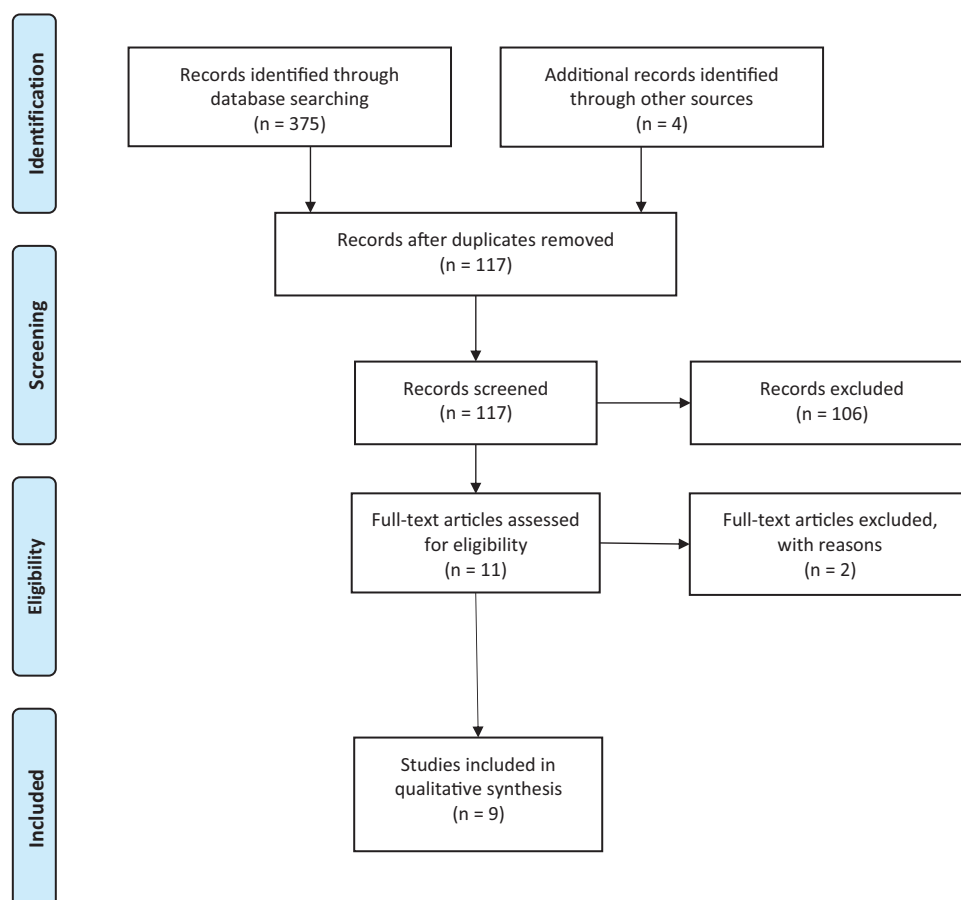 Identification
Records identified through
database searching
(n = 375)
Additional records identified
through other sources
(n = 4)
Records after duplicates removed
(n = 117)
Screening
Records screened
(n = 117)
Records excluded
(n = 106)
Eligibility
Full-text articles assessed
for eligibility
(n = 11)
Full-text articles excluded,
with reasons
(n = 2)
Included
Studies included in
qualitative synthesis
(n = 9)